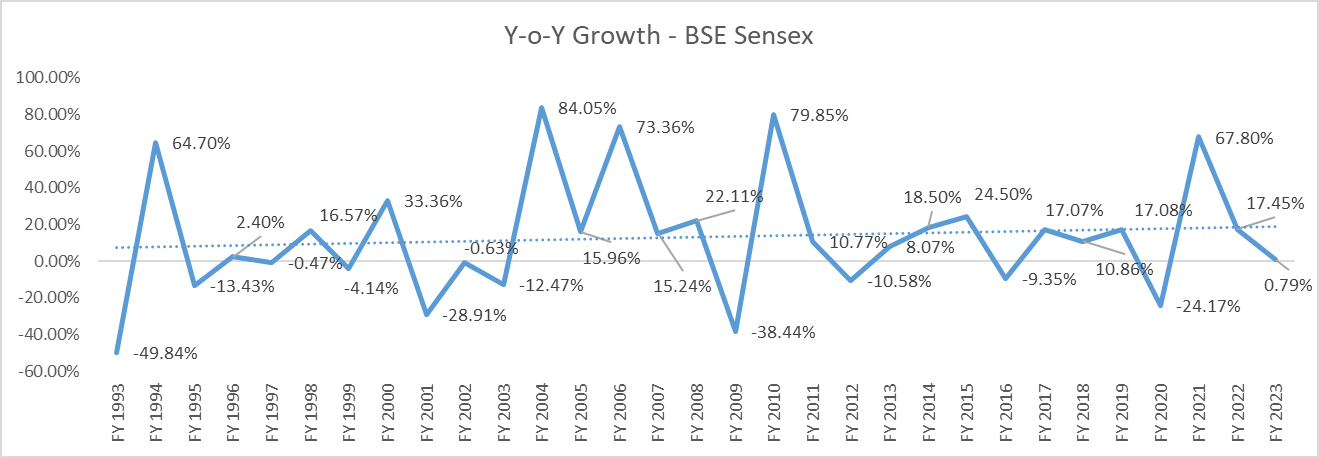 Y-o-Y Growth - BSE Sensex
100.00%
80.00%
60.00%
40.00%
20.00%
0.00%
-20.00%
-40.00%
-60.00%
-49.84%
64.70%
-13.43%
2.40%
-0.47%
16.57%
-4.14%
33.36%
-28.91%
-0.63%
-12.47%
84.05%
15.96%
73.36%
15.24%
22.11%
-38.44%
79.85%
10.77%
-10.58%
8.07%
18.50%
24.50%
-9.35%
17.07%
10.86%
17.08%
-24.17%
67.80%
17.45%
0.79%
FY 1993
FY 1994
FY 1995
FY 1996
FY 1997
FY 1998
FY 1999
FY 2000
FY 2001
FY 2002
FY 2003
FY 2004
FY 2005
FY 2006
FY 2007
FY 2008
FY 2009
FY 2010
FY 2011
FY 2012
FY 2013
FY 2014
FY 2015
FY 2016
FY 2017
FY 2018
FY 2019
FY 2020
FY 2021
FY 2022
FY 2023